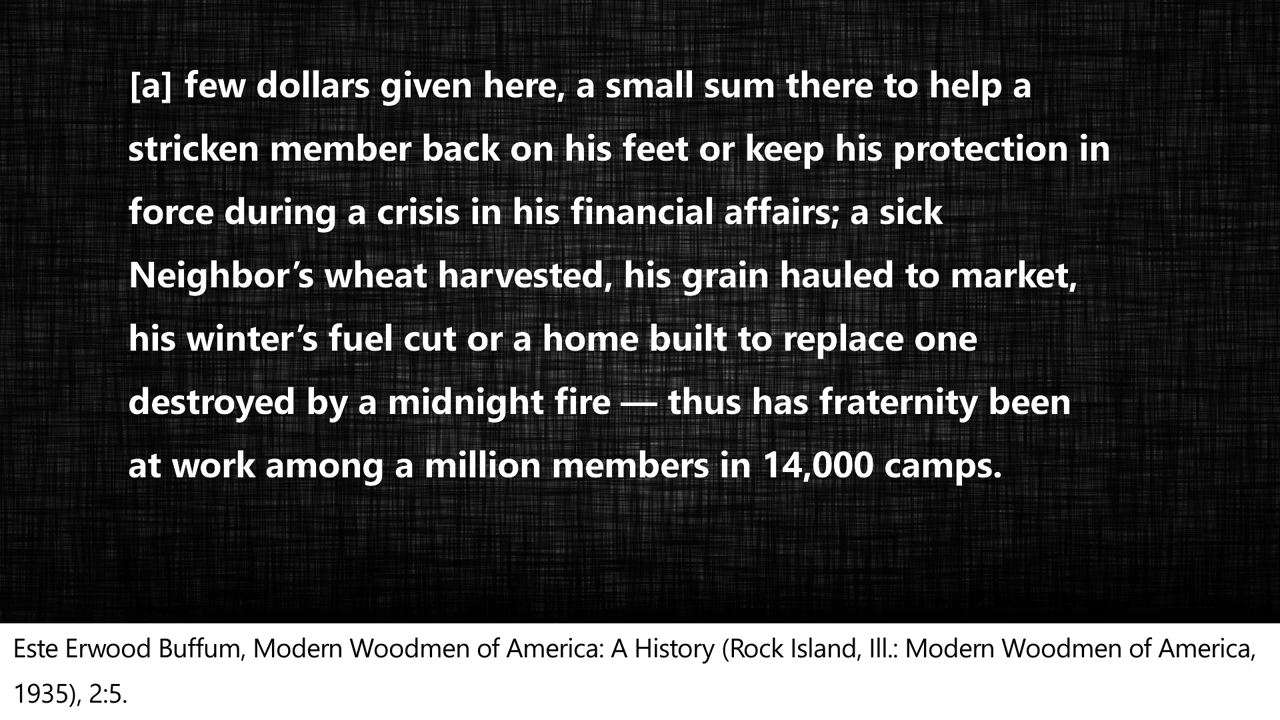 [a] few dollars given here, a small sum there to help a
stricken member back on his feet or keep his protection in
force during a crisis in his financial affairs; a sick
Neighbor’s wheat harvested, his grain hauled to market,
his winter’s fuel cut or a home built to replace one
destroyed by a midnight fire — thus has fraternity been
at work among a million members in 14,000 camps.
Este Erwood Buffum, Modern Woodmen of America: A History (Rock Island, Ill.: Modern Woodmen of America,
1935), 2:5.